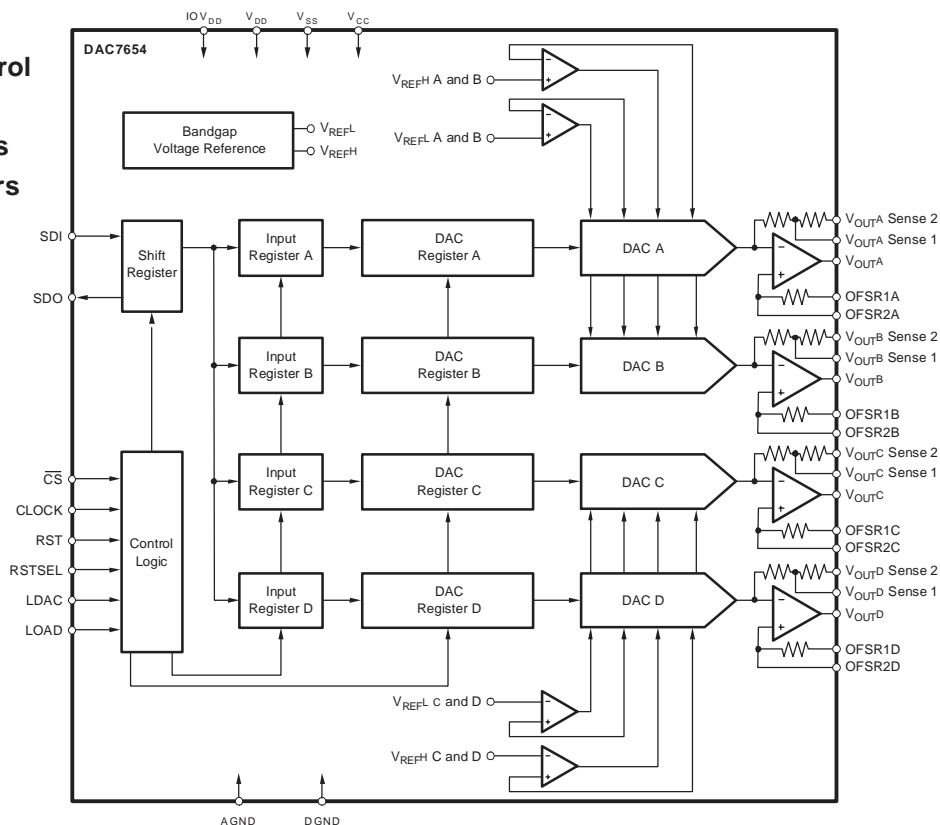 IOVDD VDD VSS VCC
DAC7654
rol
s
rs
VREFH A and B
VREFL A and B
Bandgap
Voltage Reference
VREFL
VREFH
SDI
SDO
Shift
Register
Input
Register A
DAC
Register A
DAC A
VOUTA Sense 2
VOUTA Sense 1
VOUTA
OFSR1A
OFSR2A
Input
Register B
DAC
Register B
DAC B
VOUTB Sense 2
VOUTB Sense 1
VOUTB
OFSR1B
OFSR2B
CS
CLOCK
RST
RSTSEL
LDAC
LOAD
Control
Logic
Input
Register C
DAC
Register C
DAC C
VOUTC Sense 2
VOUTC Sense 1
VOUTC
OFSR1C
OFSR2C
Input
Register D
DAC
Register D
DAC D
VOUTD Sense 2
VOUTD Sense 1
VOUTD
OFSR1D
OFSR2D
VREFL C and D
VREFH C and D
AGND DGND